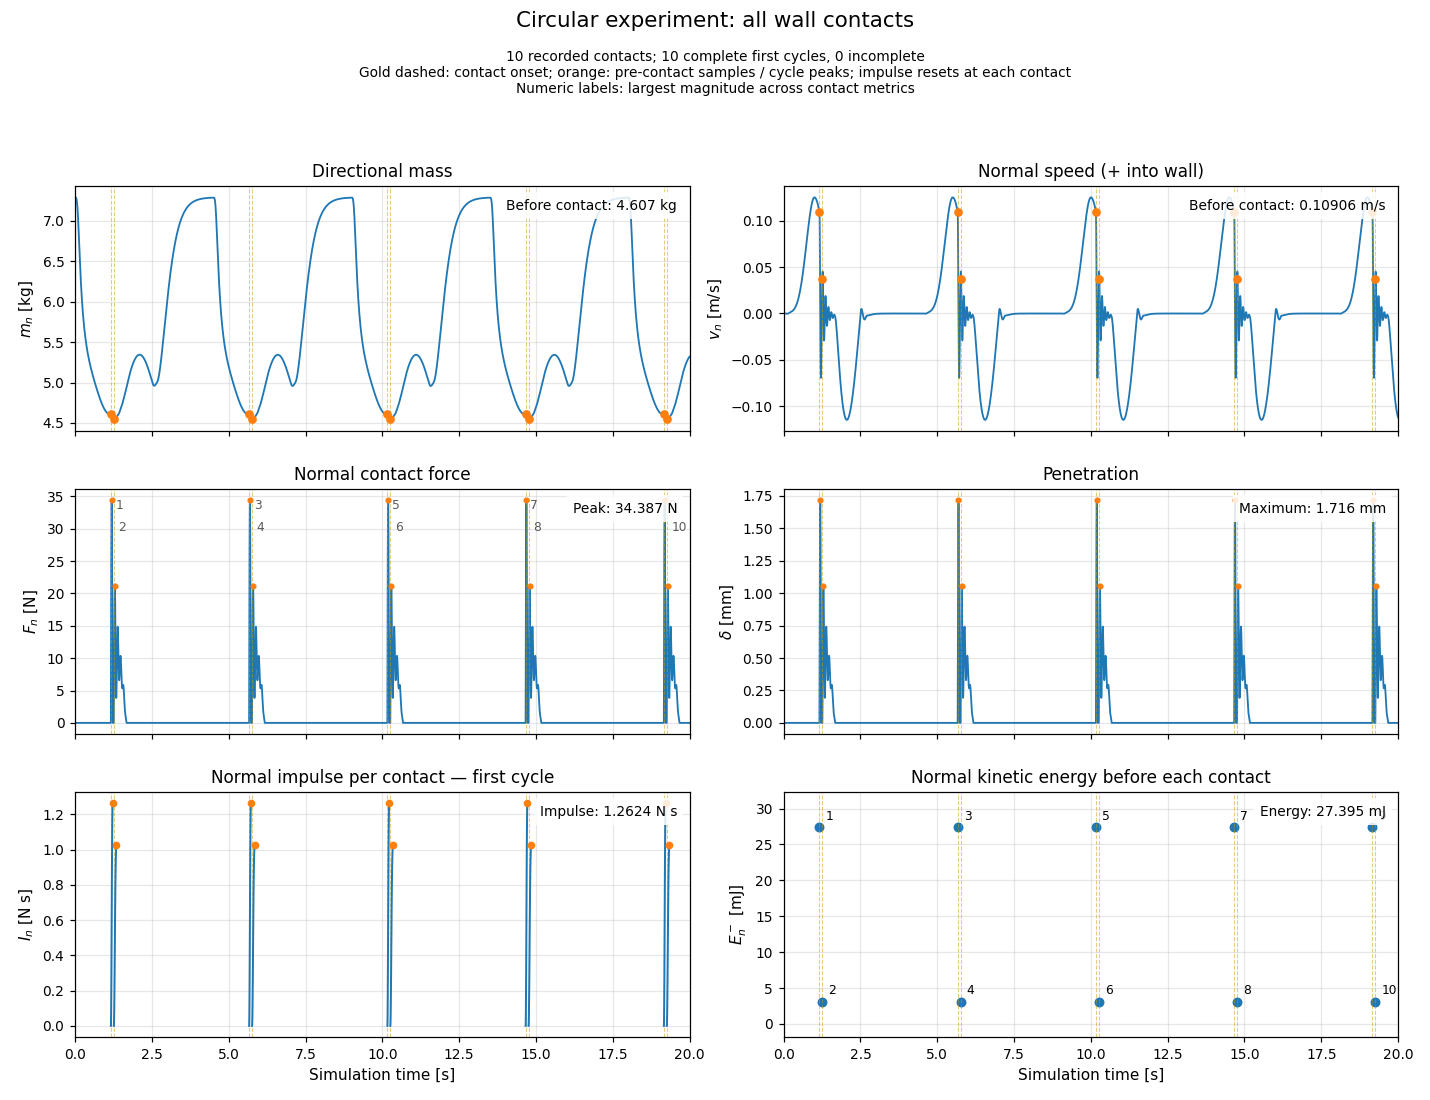 Circular experiment: all wall contacts
10 recorded contacts; 10 complete first cycles, 0 incomplete
Gold dashed: contact onset; orange: pre-contact samples / cycle peaks; impulse resets at each contact
Numeric labels: largest magnitude across contact metrics
Directional mass
Before contact: 4.607 kg
7.0
6.5
6.0
5.5
5.0
4.5
mₙ [kg]
Normal speed (+ into wall)
Before contact: 0.10906 m/s
0.10
0.05
0.00
−0.05
−0.10
vₙ [m/s]
Normal contact force
Peak: 34.387 N
35
30
25
20
15
10
5
0
Fₙ [N]
1
3
5
7
2
4
6
8
10
Penetration
Maximum: 1.716 mm
1.75
1.50
1.25
1.00
0.75
0.50
0.25
0.00
δ [mm]
Normal impulse per contact — first cycle
Impulse: 1.2624 N s
1.2
1.0
0.8
0.6
0.4
0.2
0.0
Iₙ [N s]
0.0 2.5 5.0 7.5 10.0 12.5 15.0 17.5 20.0
Simulation time [s]
Normal kinetic energy before each contact
Energy: 27.395 mJ
30
25
20
15
10
5
0
Eₙ⁻ [mJ]
1
3
5
7
2
4
6
8
10
0.0 2.5 5.0 7.5 10.0 12.5 15.0 17.5 20.0
Simulation time [s]